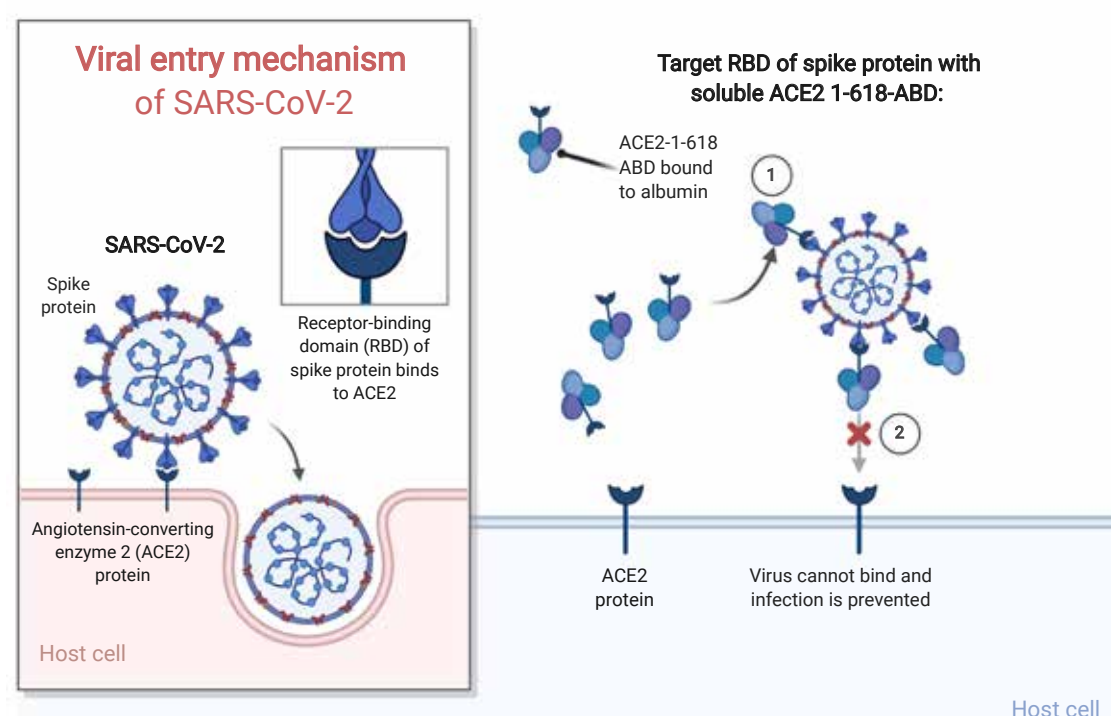 Viral entry mechanism
of SARS-CoV-2
SARS-CoV-2
Spike
protein
Receptor-binding
domain (RBD) of
spike protein binds
to ACE2
Angiotensin-converting
enzyme 2 (ACE2)
protein
Host cell
Target RBD of spike protein with
soluble ACE2 1-618-ABD:
ACE2-1-618
ABD bound
to albumin
1
2
ACE2
protein
Virus cannot bind and
infection is prevented
Host cell